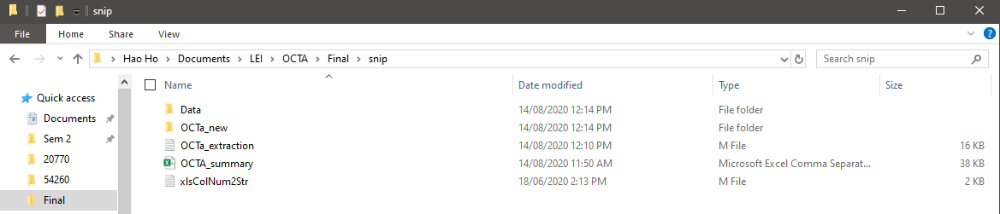 snip
File Home Share View
Hao Ho > Documents > LEI > OCTA > Final > snip Search snip
Name Date modified Type Size
Quick access
Documents
Sem 2
20770
54260
Final
Data 14/08/2020 12:14 PM File folder
OCTa_new 14/08/2020 12:14 PM File folder
OCTa_extraction 14/08/2020 12:10 PM M File 16 KB
OCTA_summary 14/08/2020 11:50 AM Microsoft Excel Comma Separat... 38 KB
xlsColNum2Str 18/06/2020 2:13 PM M File 2 KB